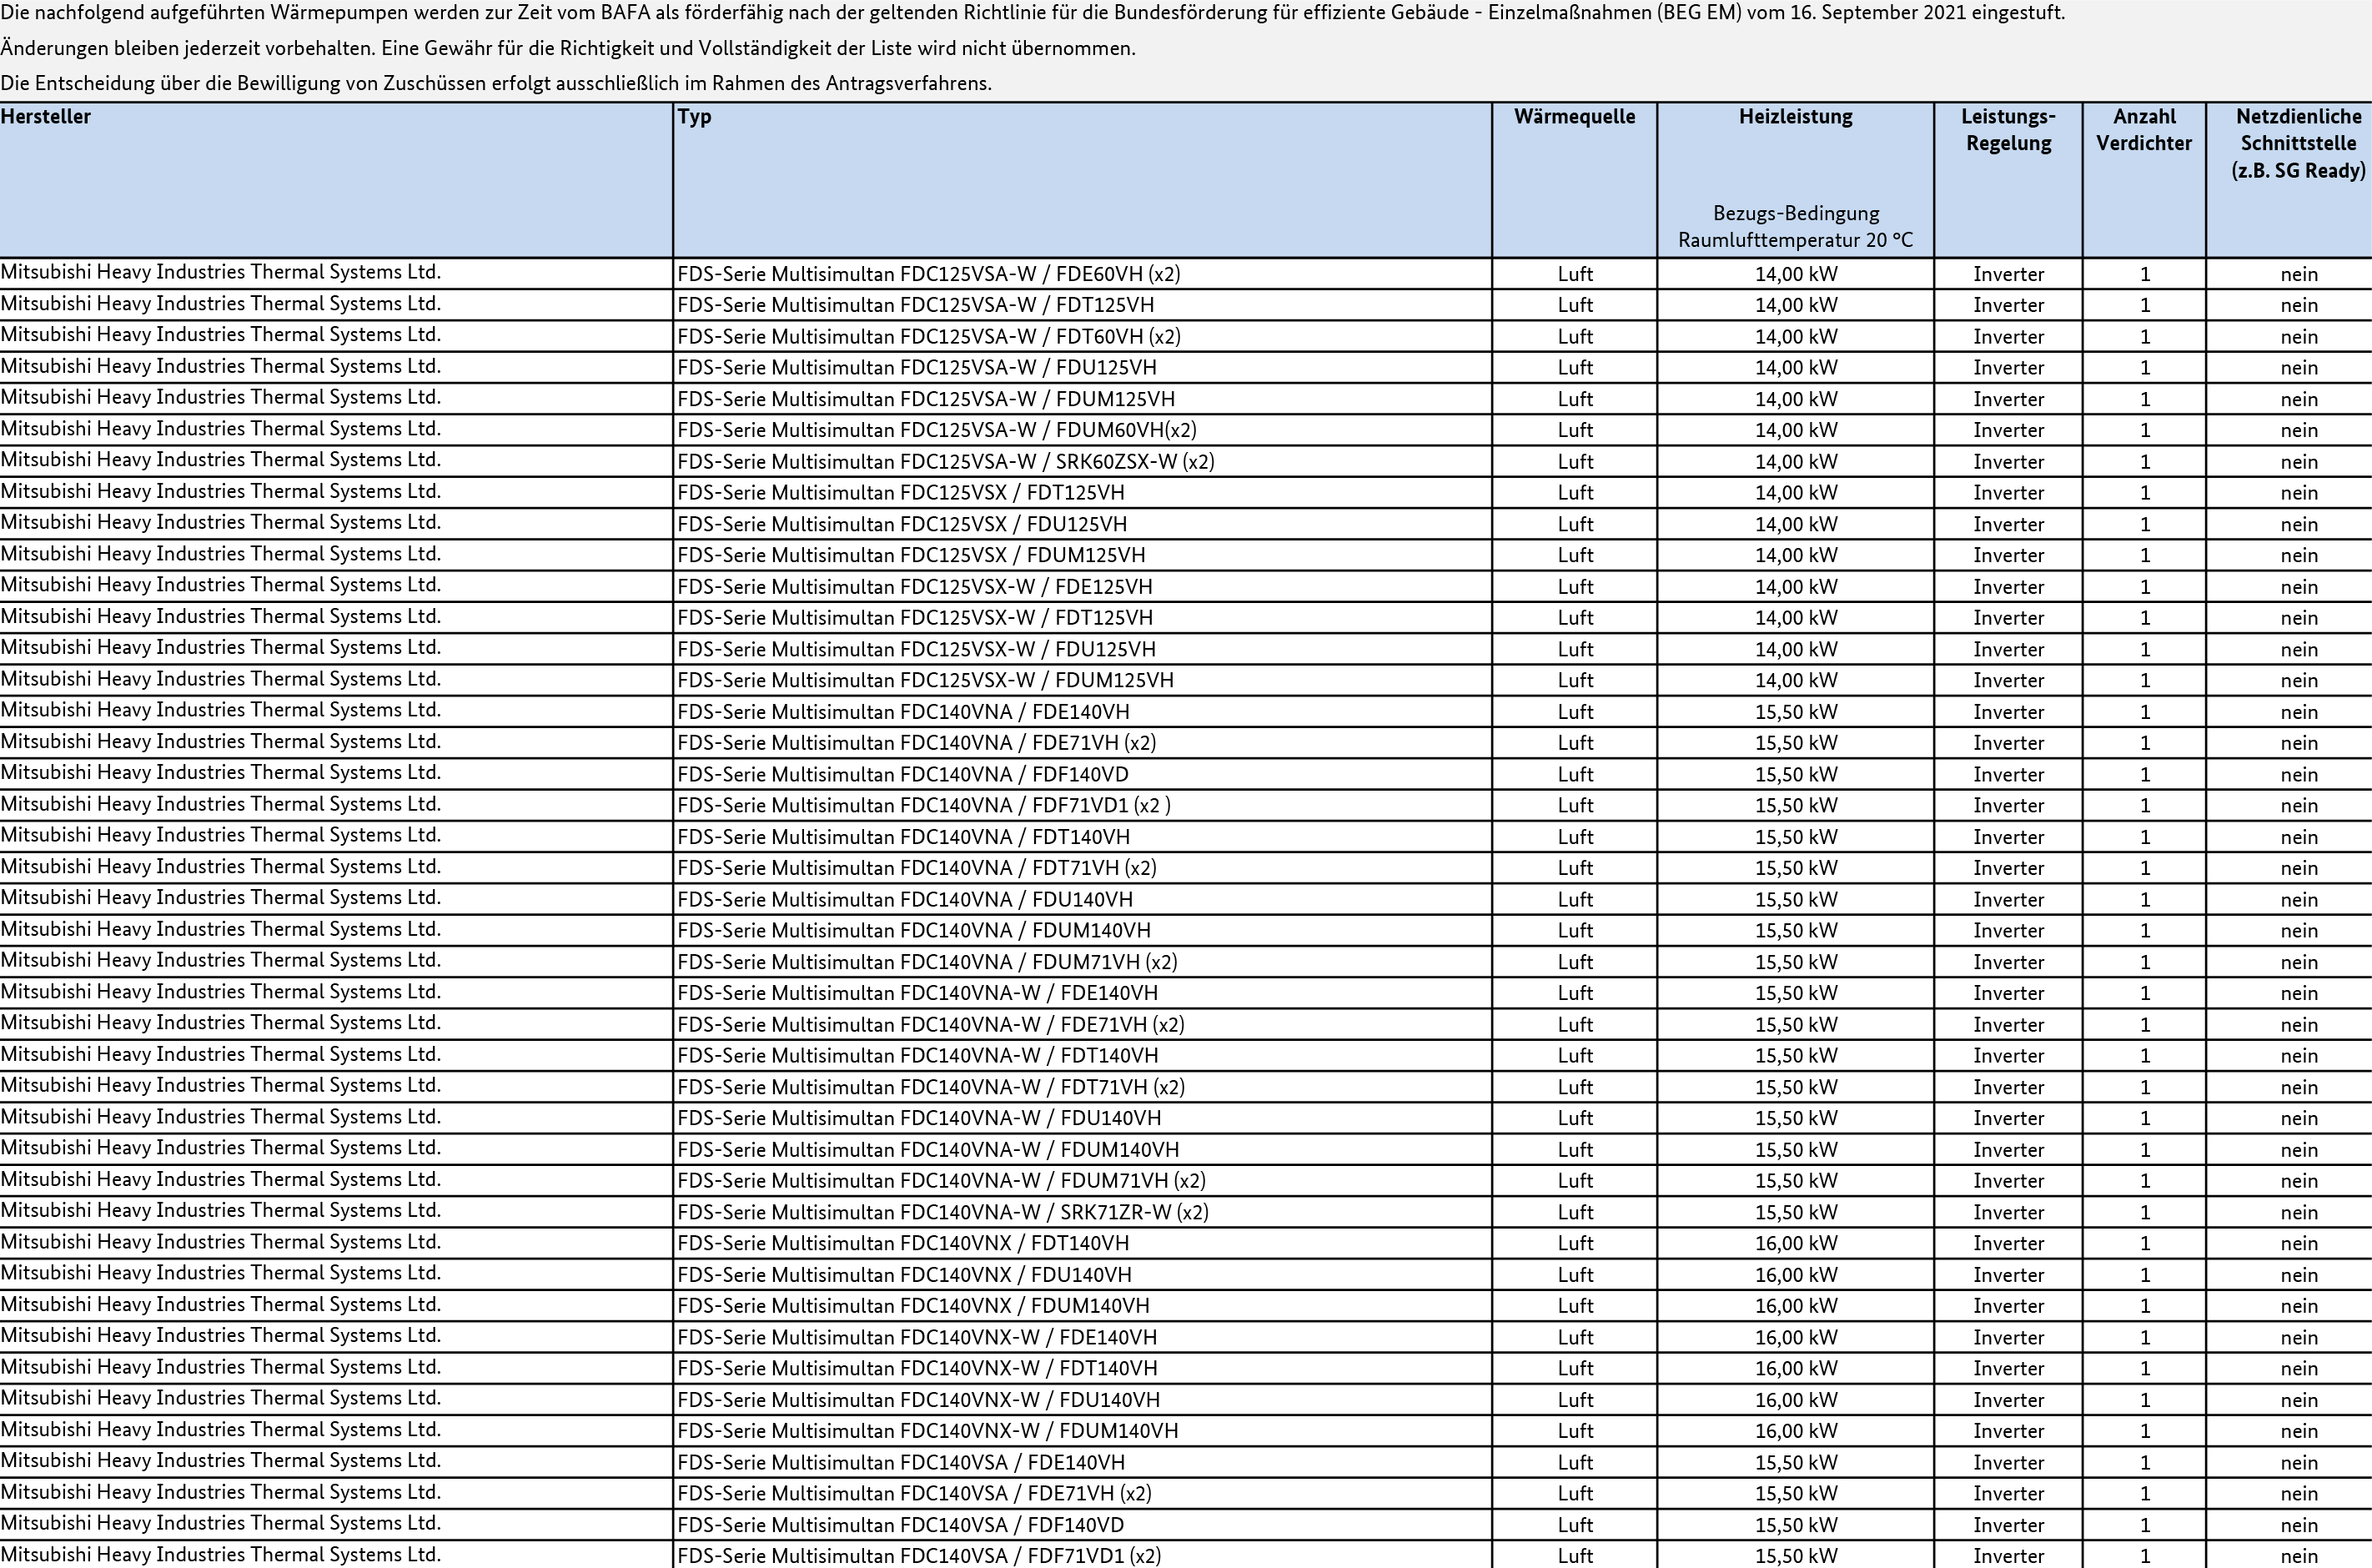 Die nachfolgend aufgeführten Wärmepumpen werden zur Zeit vom BAFA als förderfähig nach der geltenden Richtlinie für die Bundesförderung für effiziente Gebäude - Einzelmaßnahmen (BEG EM) vom 16. September 2021 eingestuft.
Änderungen bleiben jederzeit vorbehalten. Eine Gewähr für die Richtigkeit und Vollständigkeit der Liste wird nicht übernommen.
Die Entscheidung über die Bewilligung von Zuschüssen erfolgt ausschließlich im Rahmen des Antragsverfahrens.
Hersteller Typ Wärmequelle Heizleistung Leistungs- Anzahl Netzdienliche
Regelung Verdichter Schnittstelle
(z.B. SG Ready)
Bezugs-Bedingung
Raumlufttemperatur 20 °C
Mitsubishi Heavy Industries Thermal Systems Ltd. FDS-Serie Multisimultan FDC125VSA-W / FDE60VH (x2) Luft 14,00 kW Inverter 1 nein
Mitsubishi Heavy Industries Thermal Systems Ltd. FDS-Serie Multisimultan FDC125VSA-W / FDT125VH Luft 14,00 kW Inverter 1 nein
Mitsubishi Heavy Industries Thermal Systems Ltd. FDS-Serie Multisimultan FDC125VSA-W / FDT60VH (x2) Luft 14,00 kW Inverter 1 nein
Mitsubishi Heavy Industries Thermal Systems Ltd. FDS-Serie Multisimultan FDC125VSA-W / FDU125VH Luft 14,00 kW Inverter 1 nein
Mitsubishi Heavy Industries Thermal Systems Ltd. FDS-Serie Multisimultan FDC125VSA-W / FDUM125VH Luft 14,00 kW Inverter 1 nein
Mitsubishi Heavy Industries Thermal Systems Ltd. FDS-Serie Multisimultan FDC125VSA-W / FDUM60VH(x2) Luft 14,00 kW Inverter 1 nein
Mitsubishi Heavy Industries Thermal Systems Ltd. FDS-Serie Multisimultan FDC125VSA-W / SRK60ZSX-W (x2) Luft 14,00 kW Inverter 1 nein
Mitsubishi Heavy Industries Thermal Systems Ltd. FDS-Serie Multisimultan FDC125VSX / FDT125VH Luft 14,00 kW Inverter 1 nein
Mitsubishi Heavy Industries Thermal Systems Ltd. FDS-Serie Multisimultan FDC125VSX / FDU125VH Luft 14,00 kW Inverter 1 nein
Mitsubishi Heavy Industries Thermal Systems Ltd. FDS-Serie Multisimultan FDC125VSX / FDUM125VH Luft 14,00 kW Inverter 1 nein
Mitsubishi Heavy Industries Thermal Systems Ltd. FDS-Serie Multisimultan FDC125VSX-W / FDE125VH Luft 14,00 kW Inverter 1 nein
Mitsubishi Heavy Industries Thermal Systems Ltd. FDS-Serie Multisimultan FDC125VSX-W / FDT125VH Luft 14,00 kW Inverter 1 nein
Mitsubishi Heavy Industries Thermal Systems Ltd. FDS-Serie Multisimultan FDC125VSX-W / FDU125VH Luft 14,00 kW Inverter 1 nein
Mitsubishi Heavy Industries Thermal Systems Ltd. FDS-Serie Multisimultan FDC125VSX-W / FDUM125VH Luft 14,00 kW Inverter 1 nein
Mitsubishi Heavy Industries Thermal Systems Ltd. FDS-Serie Multisimultan FDC140VNA / FDE140VH Luft 15,50 kW Inverter 1 nein
Mitsubishi Heavy Industries Thermal Systems Ltd. FDS-Serie Multisimultan FDC140VNA / FDE71VH (x2) Luft 15,50 kW Inverter 1 nein
Mitsubishi Heavy Industries Thermal Systems Ltd. FDS-Serie Multisimultan FDC140VNA / FDF140VD Luft 15,50 kW Inverter 1 nein
Mitsubishi Heavy Industries Thermal Systems Ltd. FDS-Serie Multisimultan FDC140VNA / FDF71VD1 (x2 ) Luft 15,50 kW Inverter 1 nein
Mitsubishi Heavy Industries Thermal Systems Ltd. FDS-Serie Multisimultan FDC140VNA / FDT140VH Luft 15,50 kW Inverter 1 nein
Mitsubishi Heavy Industries Thermal Systems Ltd. FDS-Serie Multisimultan FDC140VNA / FDT71VH (x2) Luft 15,50 kW Inverter 1 nein
Mitsubishi Heavy Industries Thermal Systems Ltd. FDS-Serie Multisimultan FDC140VNA / FDU140VH Luft 15,50 kW Inverter 1 nein
Mitsubishi Heavy Industries Thermal Systems Ltd. FDS-Serie Multisimultan FDC140VNA / FDUM140VH Luft 15,50 kW Inverter 1 nein
Mitsubishi Heavy Industries Thermal Systems Ltd. FDS-Serie Multisimultan FDC140VNA / FDUM71VH (x2) Luft 15,50 kW Inverter 1 nein
Mitsubishi Heavy Industries Thermal Systems Ltd. FDS-Serie Multisimultan FDC140VNA-W / FDE140VH Luft 15,50 kW Inverter 1 nein
Mitsubishi Heavy Industries Thermal Systems Ltd. FDS-Serie Multisimultan FDC140VNA-W / FDE71VH (x2) Luft 15,50 kW Inverter 1 nein
Mitsubishi Heavy Industries Thermal Systems Ltd. FDS-Serie Multisimultan FDC140VNA-W / FDT140VH Luft 15,50 kW Inverter 1 nein
Mitsubishi Heavy Industries Thermal Systems Ltd. FDS-Serie Multisimultan FDC140VNA-W / FDT71VH (x2) Luft 15,50 kW Inverter 1 nein
Mitsubishi Heavy Industries Thermal Systems Ltd. FDS-Serie Multisimultan FDC140VNA-W / FDU140VH Luft 15,50 kW Inverter 1 nein
Mitsubishi Heavy Industries Thermal Systems Ltd. FDS-Serie Multisimultan FDC140VNA-W / FDUM140VH Luft 15,50 kW Inverter 1 nein
Mitsubishi Heavy Industries Thermal Systems Ltd. FDS-Serie Multisimultan FDC140VNA-W / FDUM71VH (x2) Luft 15,50 kW Inverter 1 nein
Mitsubishi Heavy Industries Thermal Systems Ltd. FDS-Serie Multisimultan FDC140VNA-W / SRK71ZR-W (x2) Luft 15,50 kW Inverter 1 nein
Mitsubishi Heavy Industries Thermal Systems Ltd. FDS-Serie Multisimultan FDC140VNX / FDT140VH Luft 16,00 kW Inverter 1 nein
Mitsubishi Heavy Industries Thermal Systems Ltd. FDS-Serie Multisimultan FDC140VNX / FDU140VH Luft 16,00 kW Inverter 1 nein
Mitsubishi Heavy Industries Thermal Systems Ltd. FDS-Serie Multisimultan FDC140VNX / FDUM140VH Luft 16,00 kW Inverter 1 nein
Mitsubishi Heavy Industries Thermal Systems Ltd. FDS-Serie Multisimultan FDC140VNX-W / FDE140VH Luft 16,00 kW Inverter 1 nein
Mitsubishi Heavy Industries Thermal Systems Ltd. FDS-Serie Multisimultan FDC140VNX-W / FDT140VH Luft 16,00 kW Inverter 1 nein
Mitsubishi Heavy Industries Thermal Systems Ltd. FDS-Serie Multisimultan FDC140VNX-W / FDU140VH Luft 16,00 kW Inverter 1 nein
Mitsubishi Heavy Industries Thermal Systems Ltd. FDS-Serie Multisimultan FDC140VNX-W / FDUM140VH Luft 16,00 kW Inverter 1 nein
Mitsubishi Heavy Industries Thermal Systems Ltd. FDS-Serie Multisimultan FDC140VSA / FDE140VH Luft 15,50 kW Inverter 1 nein
Mitsubishi Heavy Industries Thermal Systems Ltd. FDS-Serie Multisimultan FDC140VSA / FDE71VH (x2) Luft 15,50 kW Inverter 1 nein
Mitsubishi Heavy Industries Thermal Systems Ltd. FDS-Serie Multisimultan FDC140VSA / FDF140VD Luft 15,50 kW Inverter 1 nein
Mitsubishi Heavy Industries Thermal Systems Ltd. FDS-Serie Multisimultan FDC140VSA / FDF71VD1 (x2) Luft 15,50 kW Inverter 1 nein